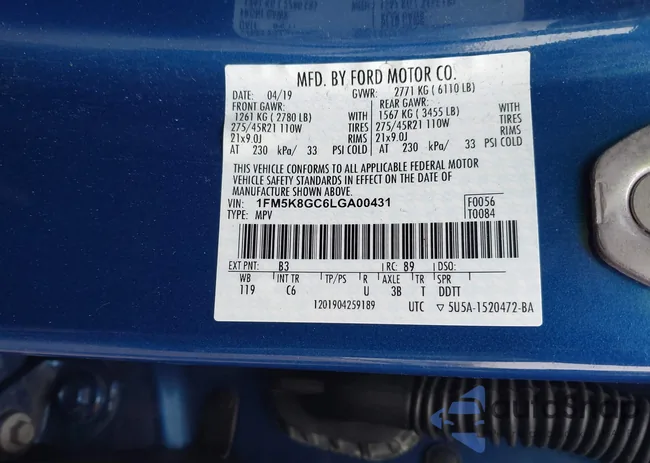 MFD. BY FORD MOTOR CO.
DATE: 04/19 GVWR: 2771 KG ( 6110 LB)
FRONT GAWR: REAR GAWR:
1261 KG ( 2780 LB) WITH 1567 KG ( 3455 LB) WITH
275/45R21 110W TIRES 275/45R21 110W TIRES
21x9.0J RIMS 21x9.0J RIMS
AT 230 kPa/ 33 PSI COLD AT 230 kPa/ 33 PSI COLD
THIS VEHICLE CONFORMS TO ALL APPLICABLE FEDERAL MOTOR
VEHICLE SAFETY STANDARDS IN EFFECT ON THE DATE OF
MANUFACTURE SHOWN ABOVE.
VIN: 1FM5K8GC6LGA00431 F0056
TYPE: MPV T0084
EXT PNT: B3 RC: 89 DSO:
WB INT TR TP/PS R AXLE TR SPR
119 C6 U 3B T DDTT
1201904259189 UTC ▽ 5U5A-1520472-BA
AutoSnap